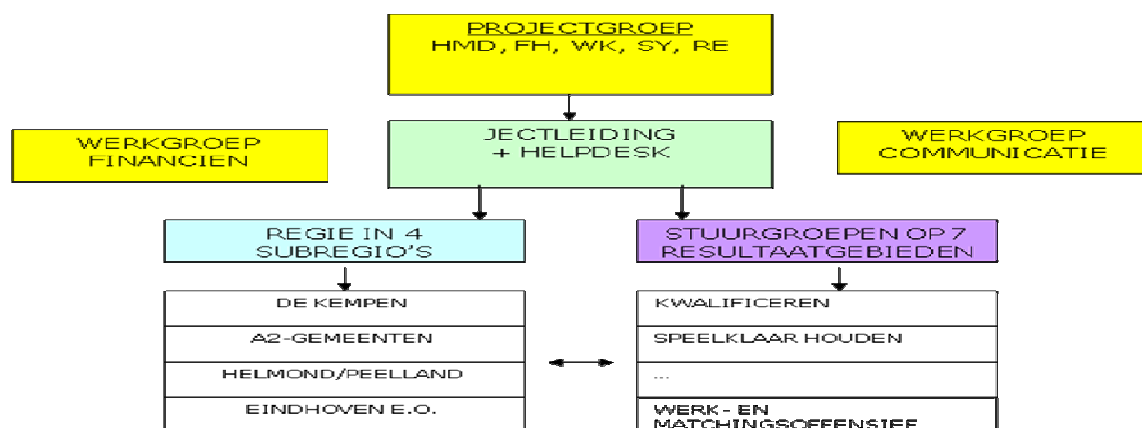 PROJECTGROEP
HMD, FH, WK, SY, RE
WERKGROEP
FINANCIEN
JECTLEIDING
+ HELPDESK
WERKGROEP
COMMUNICATIE
REGIE IN 4
SUBREGIO'S
STUURGROEPEN OP 7
RESULTAATGEBIEDEN
DE KEMPEN
A2-GEMEENTEN
HELMOND/PEELLAND
EINDHOVEN E.O.
KWALIFICEREN
SPEELKLAAR HOUDEN
...
WERK- EN
MATCHINGSOFFENSIEF